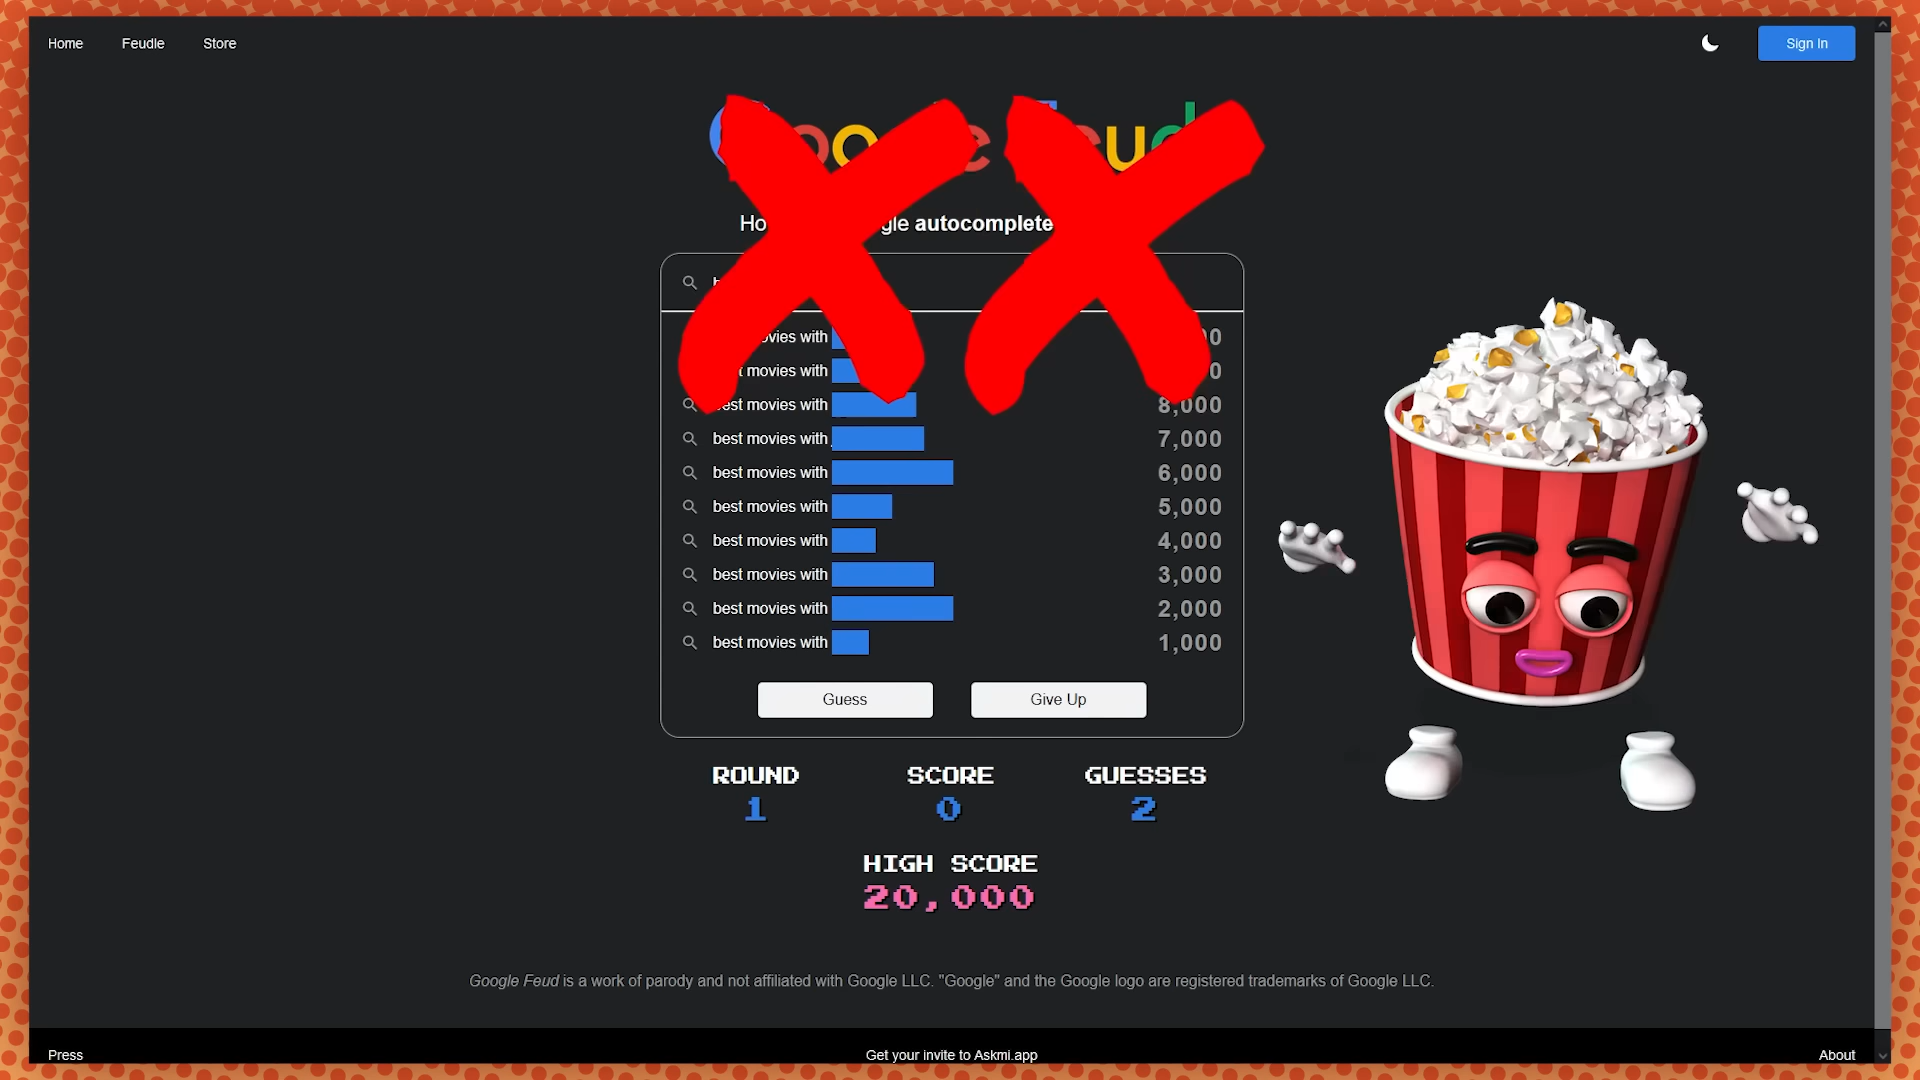 Home Feudle Store Sign In
autocomplete
movies with
movies with
best movies with 8,000
best movies with 7,000
best movies with 6,000
best movies with 5,000
best movies with 4,000
best movies with 3,000
best movies with 2,000
best movies with 1,000
Guess Give Up
ROUND SCORE GUESSES
1 0 2
HIGH SCORE
20,000
Google Feud is a work of parody and not affiliated with Google LLC. "Google" and the Google logo are registered trademarks of Google LLC.
Press Get your invite to Askmi.app About